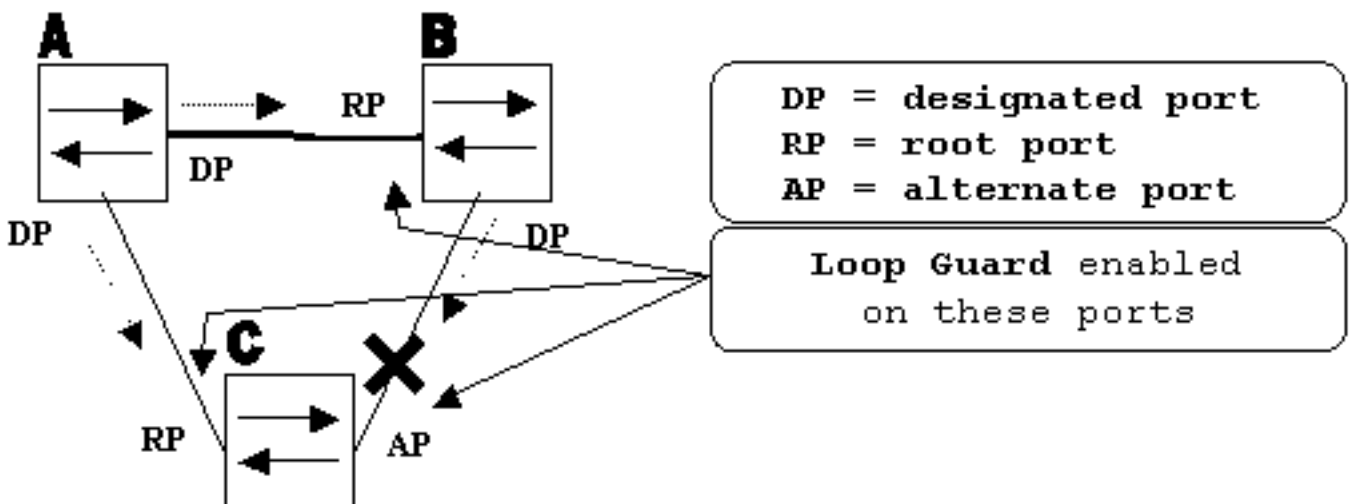 A
B
RP
DP
DP
DP
C
RP
AP
DP = designated port
RP = root port
AP = alternate port
Loop Guard enabled
on these ports